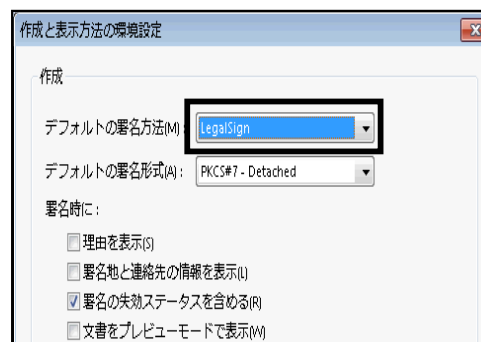 作成と表示方法の環境設定
作成
デフォルトの署名方法(M): LegalSign
デフォルトの署名形式(A): PKCS#7 - Detached
署名時に:
理由を表示(S)
署名地と連絡先の情報を表示(L)
署名の失効ステータスを含める(R)
文書をプレビューモードで表示(W)